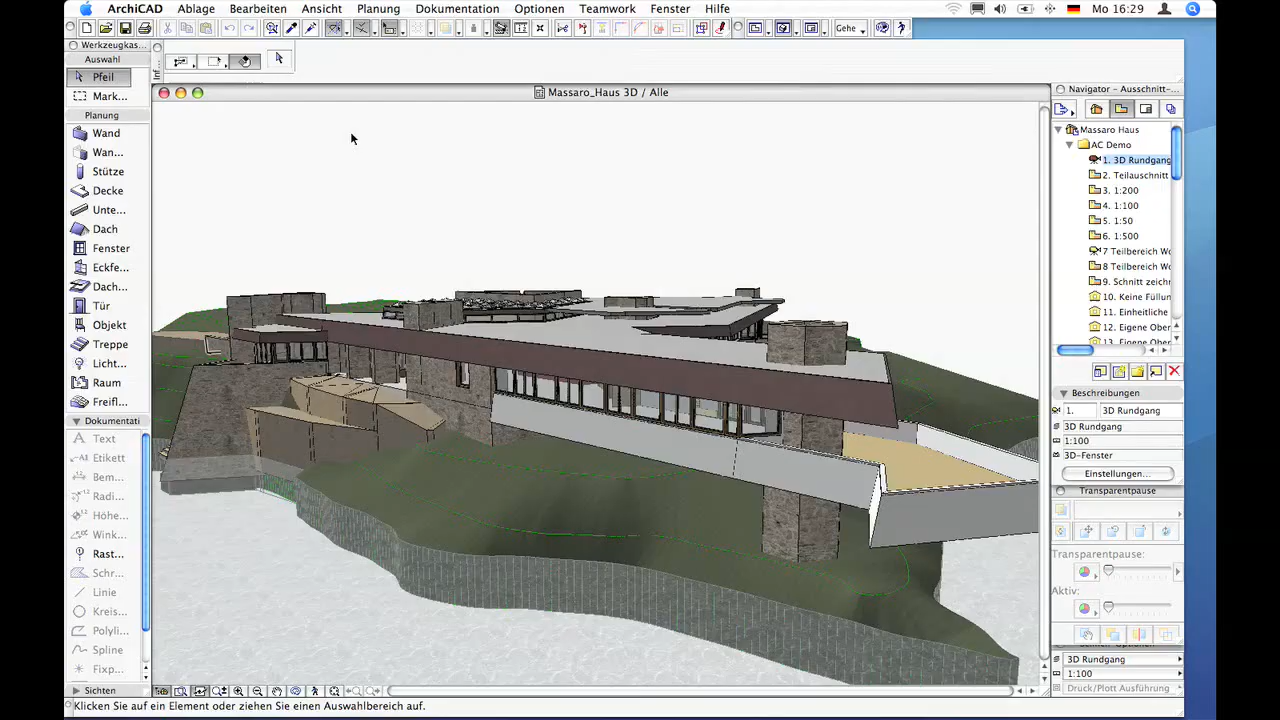 ArchiCAD Ablage Bearbeiten Ansicht Planung Dokumentation Optionen Teamwork Fenster Hilfe Mo 16:29
Gehe
Werkzeugkas...
Auswahl
Pfeil
Mark...
Planung
Wand
Wan...
Stütze
Decke
Unte...
Dach
Fenster
Eckfe...
Dach...
Tür
Objekt
Treppe
Licht...
Raum
Freifl...
Dokumentati
Text
Etikett
Bem...
Radi...
Höhe...
Wink...
Rast...
Schr...
Linie
Kreis...
Polyli...
Spline
Fixp...
Sichten
Massaro_Haus 3D / Alle
Navigator - Ausschnitt-...
Massaro Haus
AC Demo
1. 3D Rundgang
2. Teilauschnitt
3. 1:200
4. 1:100
5. 1:50
6. 1:500
7 Teilbereich Wo
8 Teilbereich Wo
9. Schnitt zeichn
10. Keine Füllun
11. Einheitliche
12. Eigene Ober
13. Eigene Ober
Beschreibungen
1. 3D Rundgang
3D Rundgang
1:100
3D-Fenster
Einstellungen...
Transparentpause
Transparentpause:
Aktiv:
3D Rundgang
1:100
Druck/Plott Ausführung
Klicken Sie auf ein Element oder ziehen Sie einen Auswahlbereich auf.